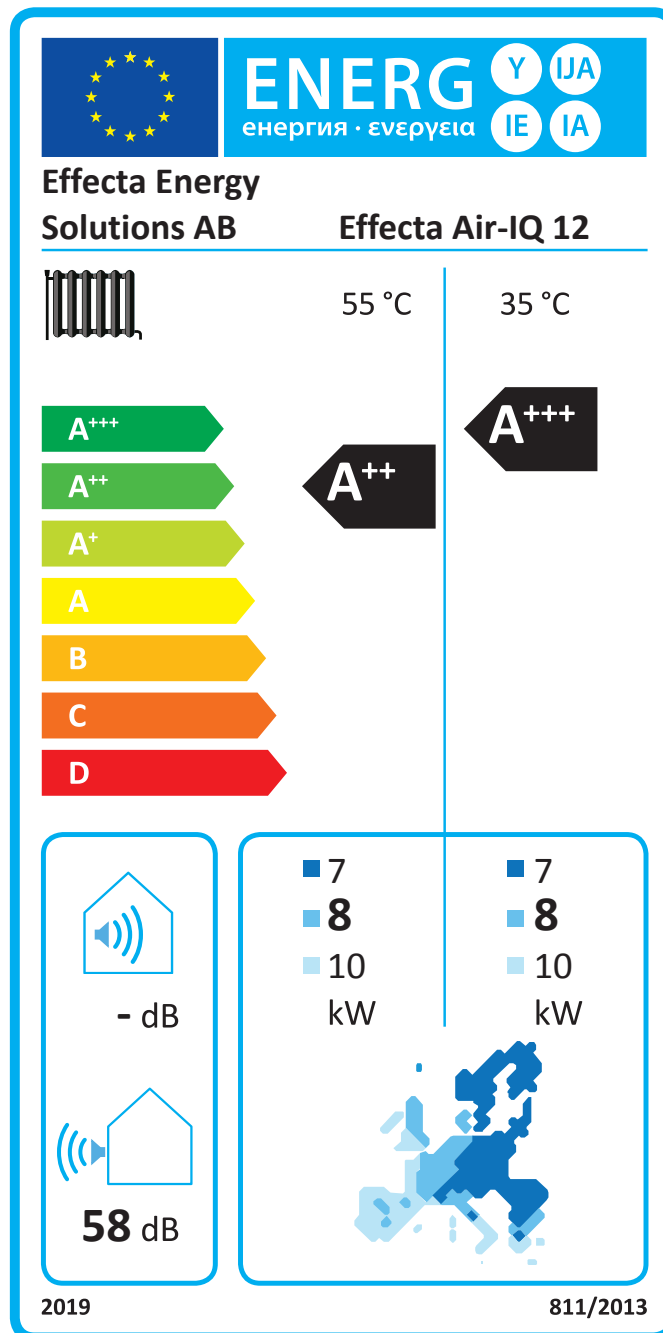 ENERG
енергия · ενεργεια
Y IJA
IE IA
Effecta Energy
Solutions AB Effecta Air-IQ 12
55 °C 35 °C
A+++
A++
A+
A
B
C
D
A++
A+++
7 7
8 8
10 10
kW kW
- dB
58 dB
2019 811/2013